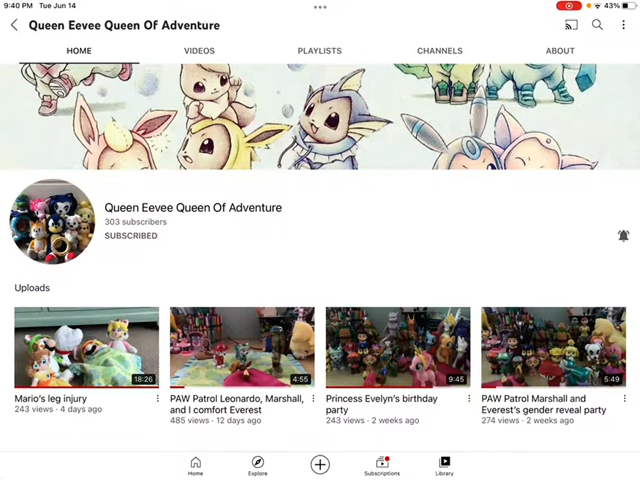 9:40 PM Tue Jun 14
43%
Queen Eevee Queen Of Adventure
HOME VIDEOS PLAYLISTS CHANNELS ABOUT
Queen Eevee Queen Of Adventure
303 subscribers
SUBSCRIBED
Uploads
18:26
4:55
9:45
5:49
Mario's leg injury
243 views · 4 days ago
PAW Patrol Leonardo, Marshall,
and I comfort Everest
485 views · 12 days ago
Princess Evelyn's birthday
party
243 views · 2 weeks ago
PAW Patrol Marshall and
Everest's gender reveal party
274 views · 2 weeks ago
Home Explore Subscriptions Library